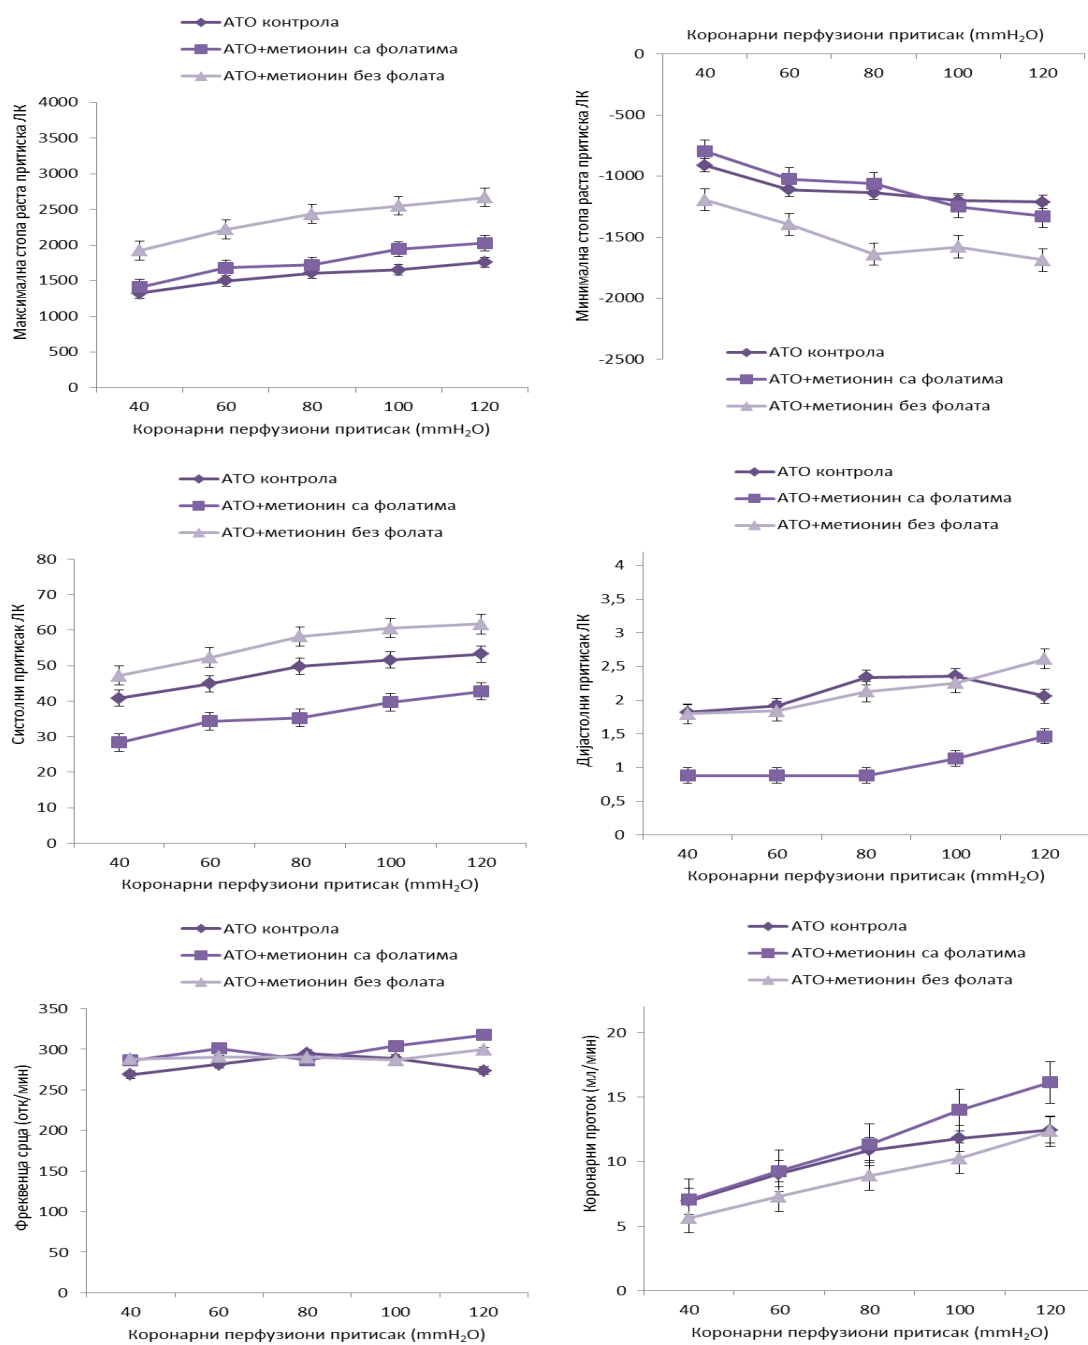 АТО контрола
АТО+метионин са фолатима
АТО+метионин без фолата
Максимална стопа раста притиска ЛК
4000
3500
3000
2500
2000
1500
1000
500
0
40 60 80 100 120
Коронарни перфузиони притисак (mmH₂O)
Коронарни перфузиони притисак (mmH₂O)
40 60 80 100 120
Минимална стопа раста притиска ЛК
0
-500
-1000
-1500
-2000
-2500
АТО контрола
АТО+метионин са фолатима
АТО+метионин без фолата
АТО контрола
АТО+метионин са фолатима
АТО+метионин без фолата
Систолни притисак ЛК
80
70
60
50
40
30
20
10
0
40 60 80 100 120
Коронарни перфузиони притисак (mmH₂O)
АТО контрола
АТО+метионин са фолатима
АТО+метионин без фолата
Дијастолни притисак ЛК
4
3,5
3
2,5
2
1,5
1
0,5
0
40 60 80 100 120
Коронарни перфузиони притисак (mmH₂O)
АТО контрола
АТО+метионин са фолатима
АТО+метионин без фолата
Фреквенца срца (отк/мин)
350
300
250
200
150
100
50
0
40 60 80 100 120
Коронарни перфузиони притисак (mmH₂O)
АТО контрола
АТО+метионин са фолатима
АТО+метионин без фолата
Коронарни проток (мл/мин)
20
15
10
5
0
40 60 80 100 120
Коронарни перфузиони притисак (mmH₂O)